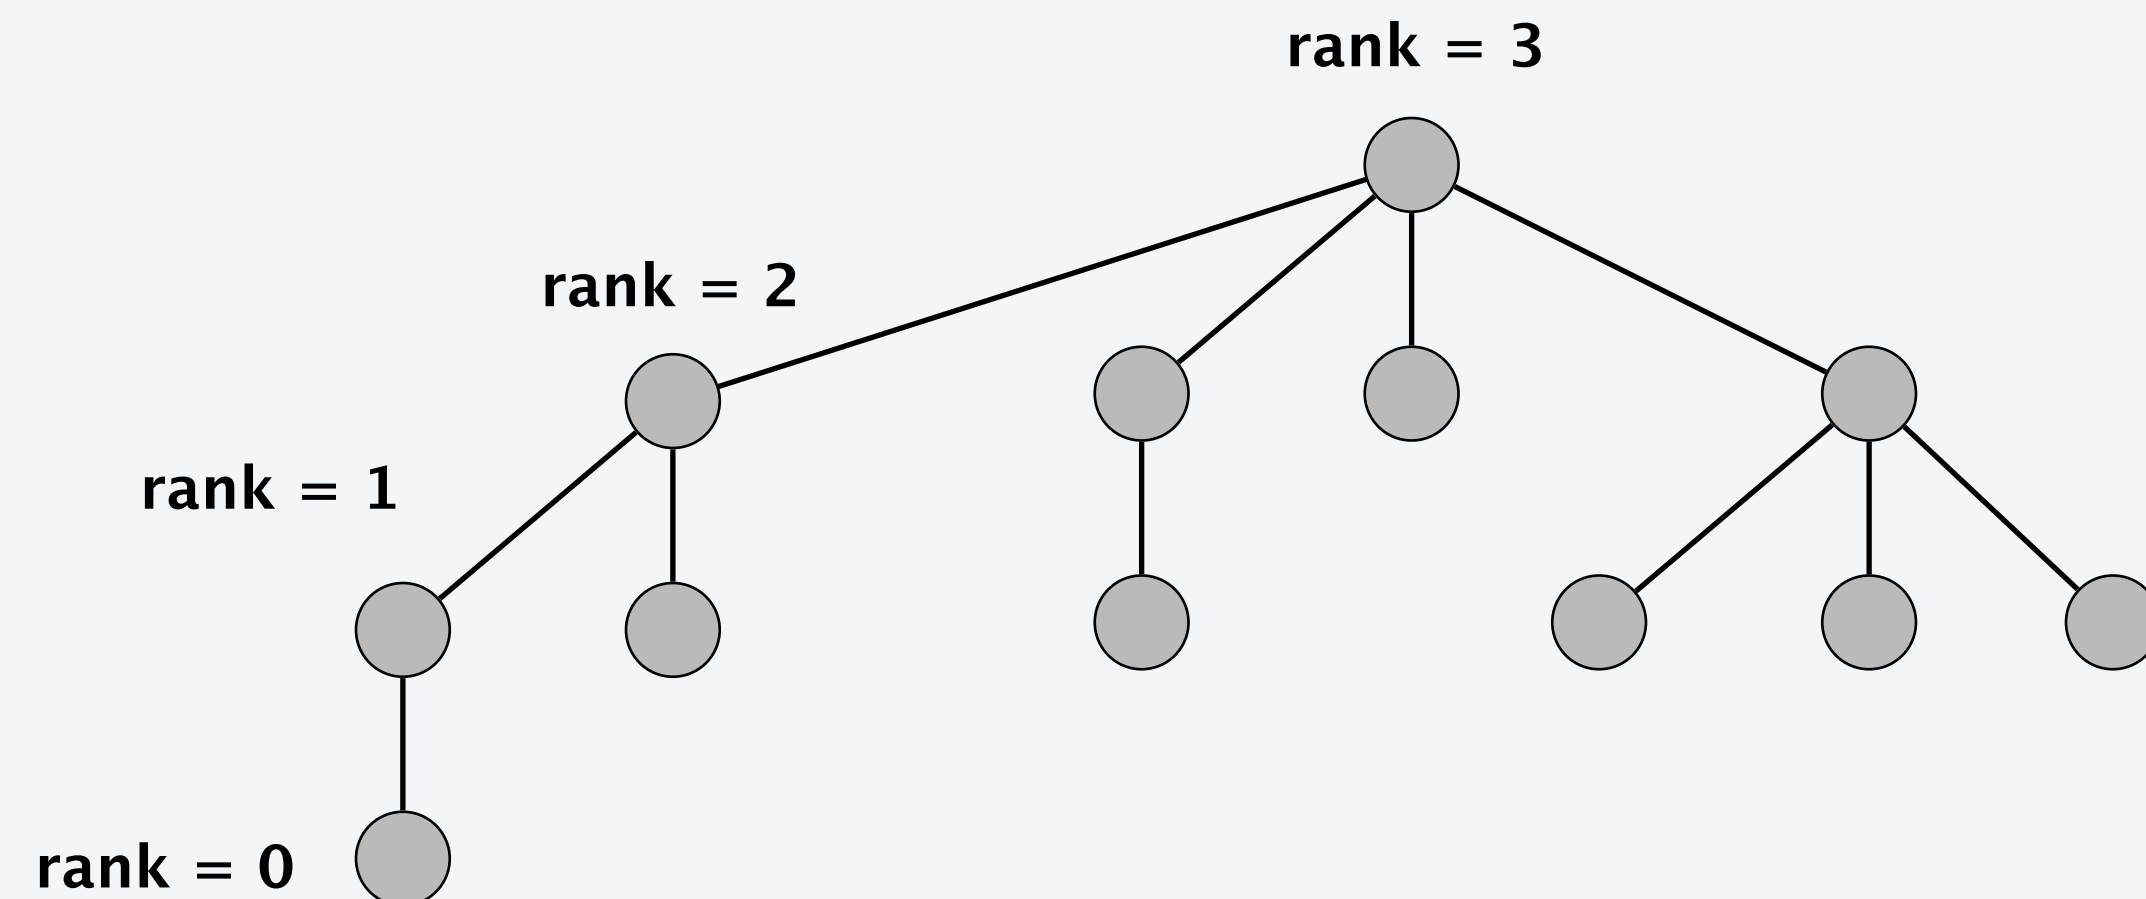 rank = 3
rank = 2
rank = 1
rank = 0